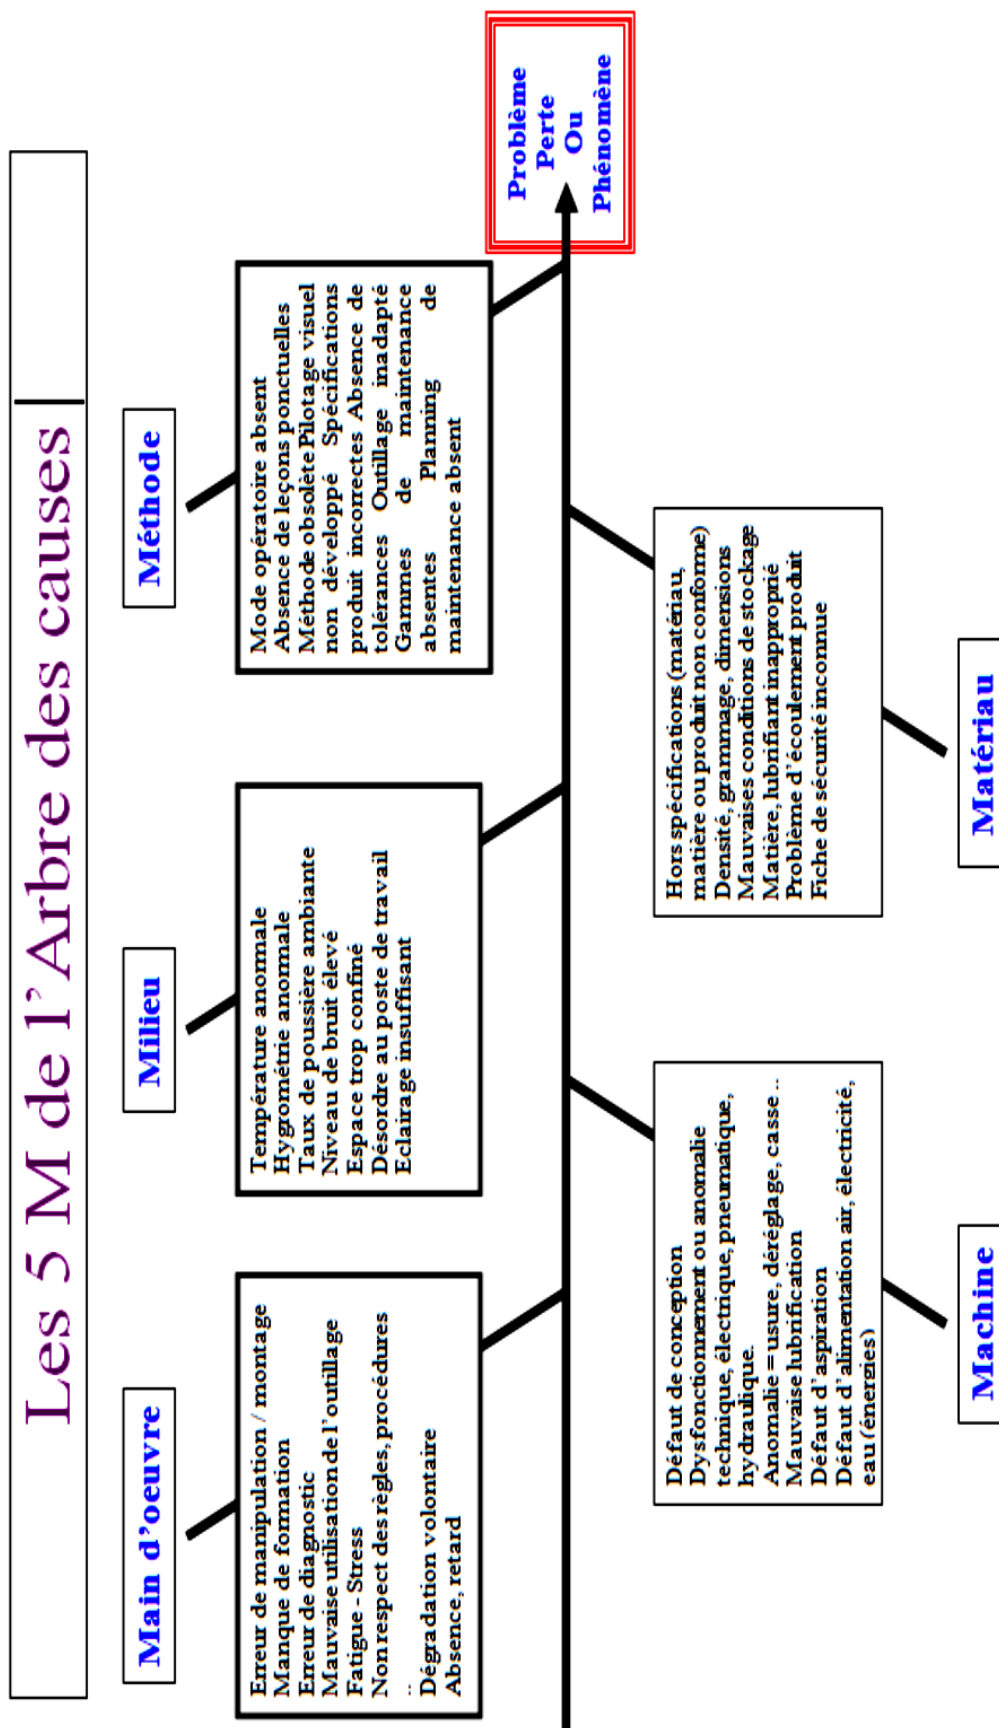 Les 5 M de l'Arbre des causes
Main d'oeuvre
Milieu
Méthode
Erreur de manipulation / montage
Manque de formation
Erreur de diagnostic
Mauvaise utilisation de l'outillage
Fatigue - Stress
Non respect des règles, procédures
..
Dégradation volontaire
Absence, retard
Température anormale
Hygrométrie anormale
Taux de poussière ambiante
Niveau de bruit élevé
Espace trop confiné
Désordre au poste de travail
Eclairage insuffisant
Mode opératoire absent
Absence de leçons ponctuelles
Méthode obsolète Pilotage visuel
non développé Spécifications
produit incorrectes Absence de
tolérances Outillage inadapté
Gammes de maintenance
absentes Planning de
maintenance absent
Problème
Perte
Ou
Phénomène
Défaut de conception
Dysfonctionnement ou anomalie
technique, électrique, pneumatique,
hydraulique.
Anomalie = usure, déréglage, casse ..
Mauvaise lubrification
Défaut d'aspiration
Défaut d'alimentation air, électricité,
eau (énergies)
Hors spécifications (matériau,
matière ou produit non conforme)
Densité, grammage, dimensions
Mauvaises conditions de stockage
Matière, lubrifiant inapproprié
Problème d'écoulement produit
Fiche de sécurité inconnue
Machine
Matériau